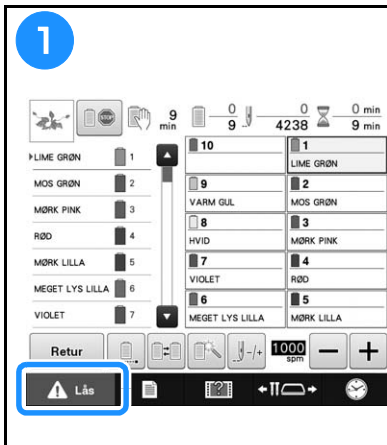 1
9 min
0 9
0 4238
0 min 9 min
LIME GRØN 1
MOS GRØN 2
MØRK PINK 3
RØD 4
MØRK LILLA 5
MEGET LYS LILLA 6
VIOLET 7
10
1 LIME GRØN
9 VARM GUL
2 MOS GRØN
8 HVID
3 MØRK PINK
7 VIOLET
4 RØD
6 MEGET LYS LILLA
5 MØRK LILLA
Retur
-/+
1000 spm
− +
Lås